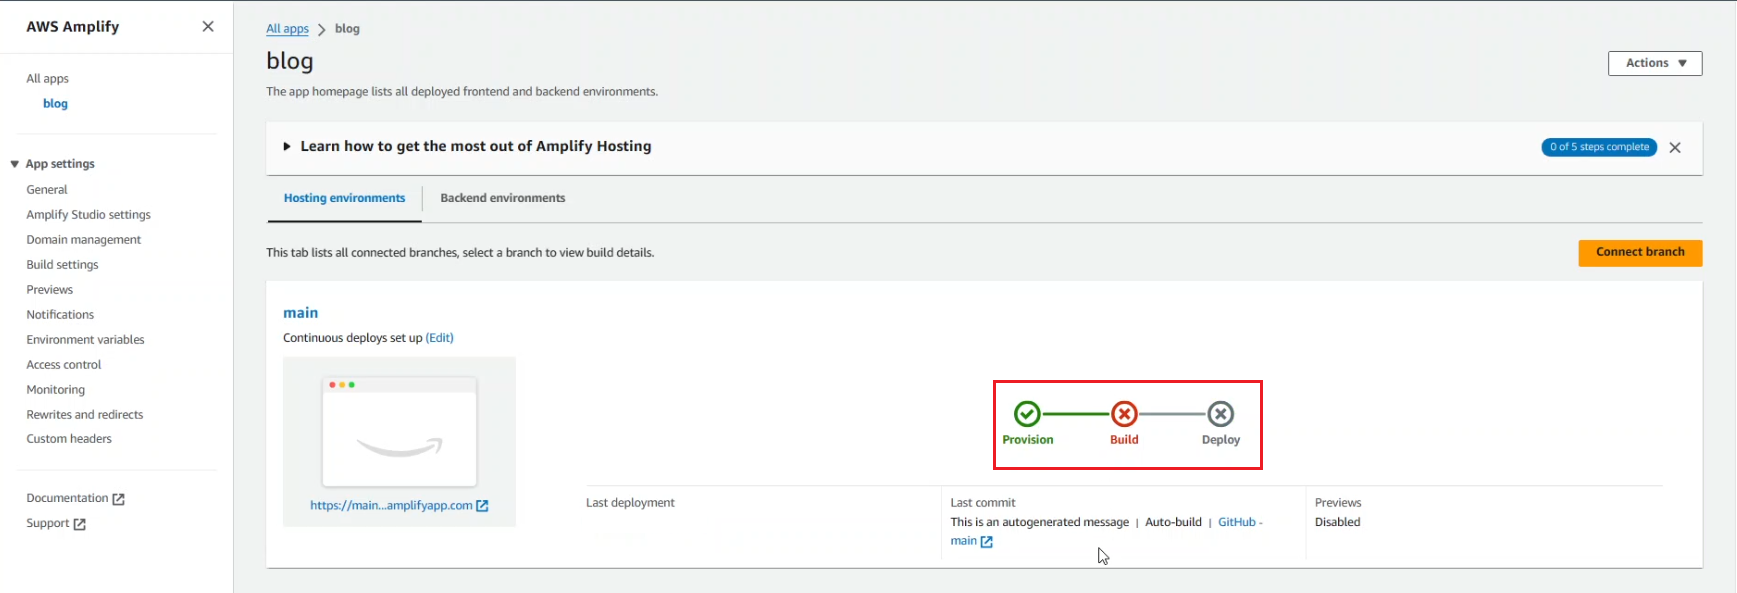 AWS Amplify
All apps
blog
App settings
General
Amplify Studio settings
Domain management
Build settings
Previews
Notifications
Environment variables
Access control
Monitoring
Rewrites and redirects
Custom headers
Documentation
Support
All apps > blog
blog
Actions
The app homepage lists all deployed frontend and backend environments.
Learn how to get the most out of Amplify Hosting
0 of 5 steps complete
Hosting environments
Backend environments
This tab lists all connected branches, select a branch to view build details.
Connect branch
main
Continuous deploys set up (Edit)
https://main...amplifyapp.com
Provision
Build
Deploy
Last deployment
Last commit
This is an autogenerated message | Auto-build | GitHub -
main
Previews
Disabled